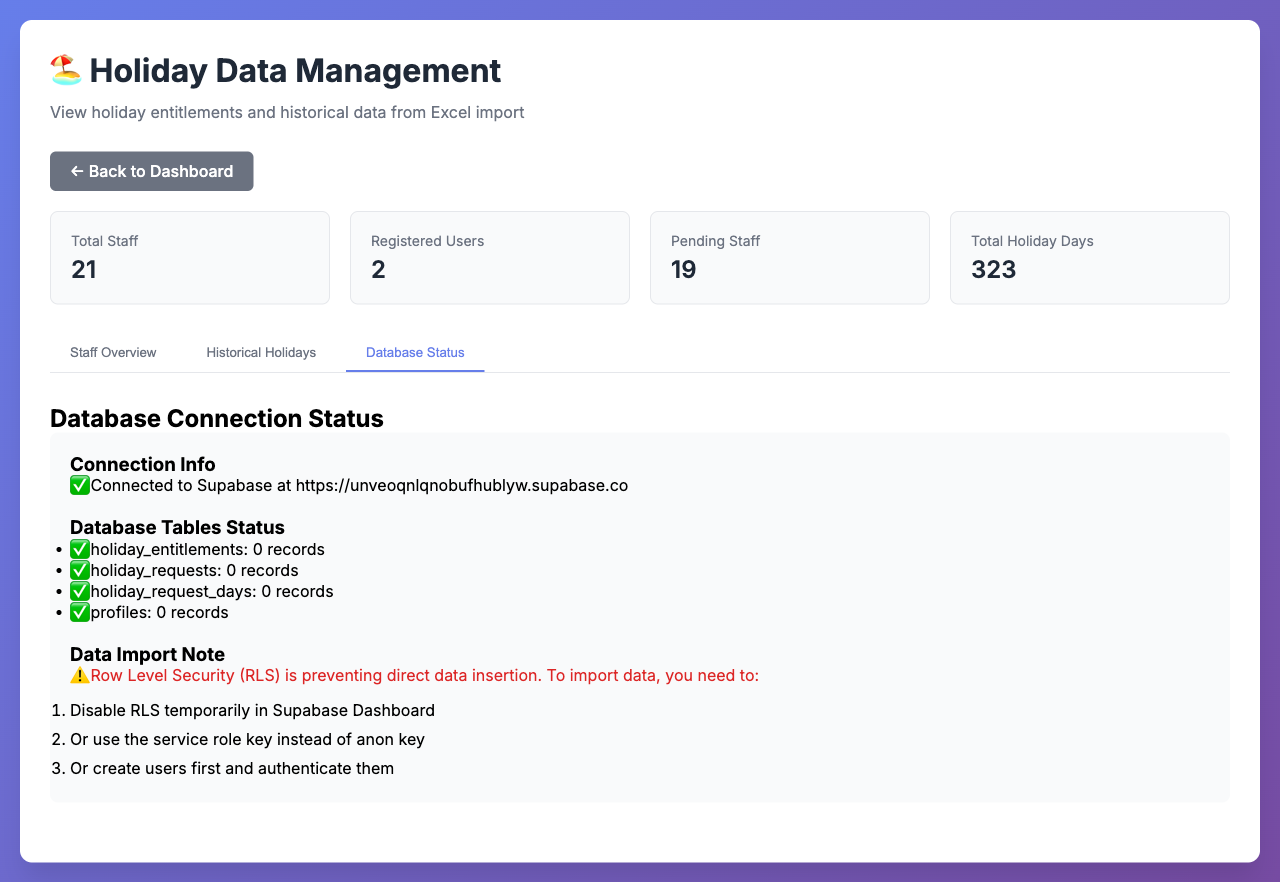 🏖️ Holiday Data Management
View holiday entitlements and historical data from Excel import
← Back to Dashboard
Total Staff
21
Registered Users
2
Pending Staff
19
Total Holiday Days
323
Staff Overview
Historical Holidays
Database Status
Database Connection Status
Connection Info
✅Connected to Supabase at https://unveoqnlqnobufhublyw.supabase.co
Database Tables Status
• ✅holiday_entitlements: 0 records
• ✅holiday_requests: 0 records
• ✅holiday_request_days: 0 records
• ✅profiles: 0 records
Data Import Note
⚠️Row Level Security (RLS) is preventing direct data insertion. To import data, you need to:
1. Disable RLS temporarily in Supabase Dashboard
2. Or use the service role key instead of anon key
3. Or create users first and authenticate them